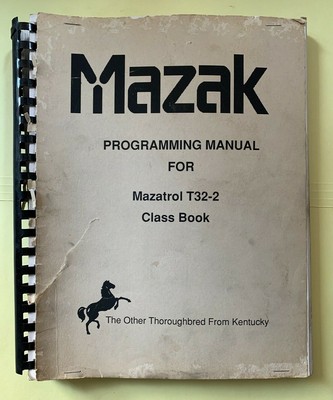 Mazak
PROGRAMMING MANUAL
FOR
Mazatrol T32-2
Class Book
The Other Thoroughbred From Kentucky